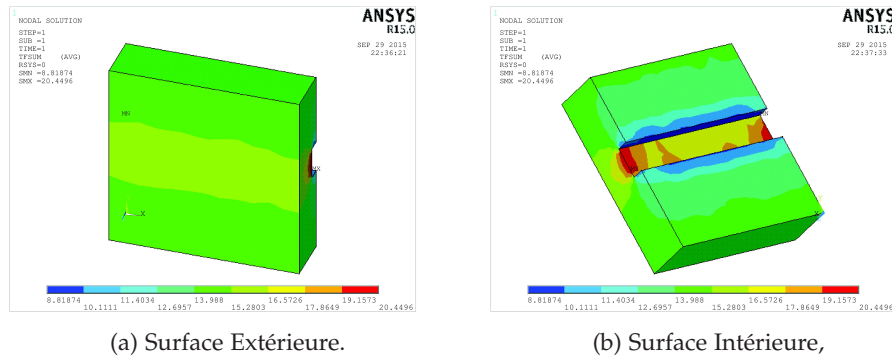 1
NODAL SOLUTION
STEP=1
SUB =1
TIME=1
TFSUM (AVG)
RSYS=0
SMN =8.81874
SMX =20.4496
ANSYS
R15.0
SEP 29 2015
22:36:21
MN
MX
X
8.81874 11.4034 13.988 16.5726 19.1573
10.1111 12.6957 15.2803 17.8649 20.4496
(a) Surface Extérieure.
1
NODAL SOLUTION
STEP=1
SUB =1
TIME=1
TFSUM (AVG)
RSYS=0
SMN =8.81874
SMX =20.4496
ANSYS
R15.0
SEP 29 2015
22:37:33
MN
X
8.81874 11.4034 13.988 16.5726 19.1573
10.1111 12.6957 15.2803 17.8649 20.4496
(b) Surface Intérieure,